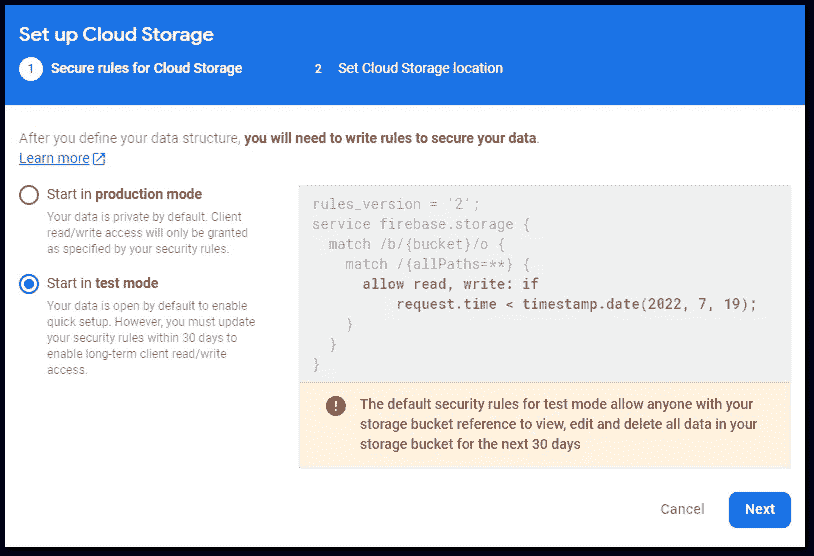 Set up Cloud Storage
1 Secure rules for Cloud Storage
2 Set Cloud Storage location
After you define your data structure, you will need to write rules to secure your data.
Learn more
Start in production mode
Your data is private by default. Client
read/write access will only be granted
as specified by your security rules.
Start in test mode
Your data is open by default to enable
quick setup. However, you must update
your security rules within 30 days to
enable long-term client read/write
access.
rules_version = '2';
service firebase.storage {
  match /b/{bucket}/o {
    match /{allPaths=**} {
      allow read, write: if
          request.time < timestamp.date(2022, 7, 19);
    }
  }
}
! The default security rules for test mode allow anyone with your
storage bucket reference to view, edit and delete all data in your
storage bucket for the next 30 days
Cancel
Next